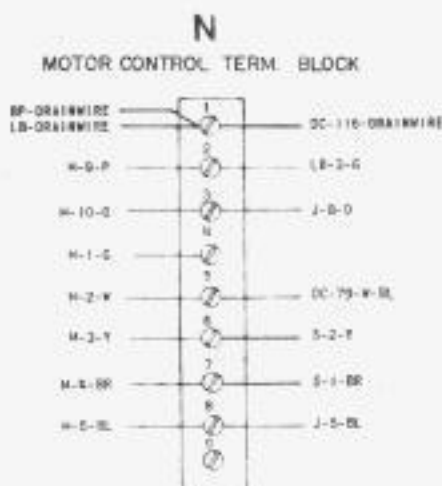 N
MOTOR CONTROL TERM. BLOCK
BP-DRAINWIRE
1
LB-DRAINWIRE
DC-116-DRAINWIRE
2
M-9-P
LB-2-G
3
M-10-O
J-8-O
4
M-1-G
5
M-2-W
DC-79-W-BL
6
M-3-Y
S-2-Y
7
M-4-BR
S-1-BR
8
M-5-BL
J-5-BL
9